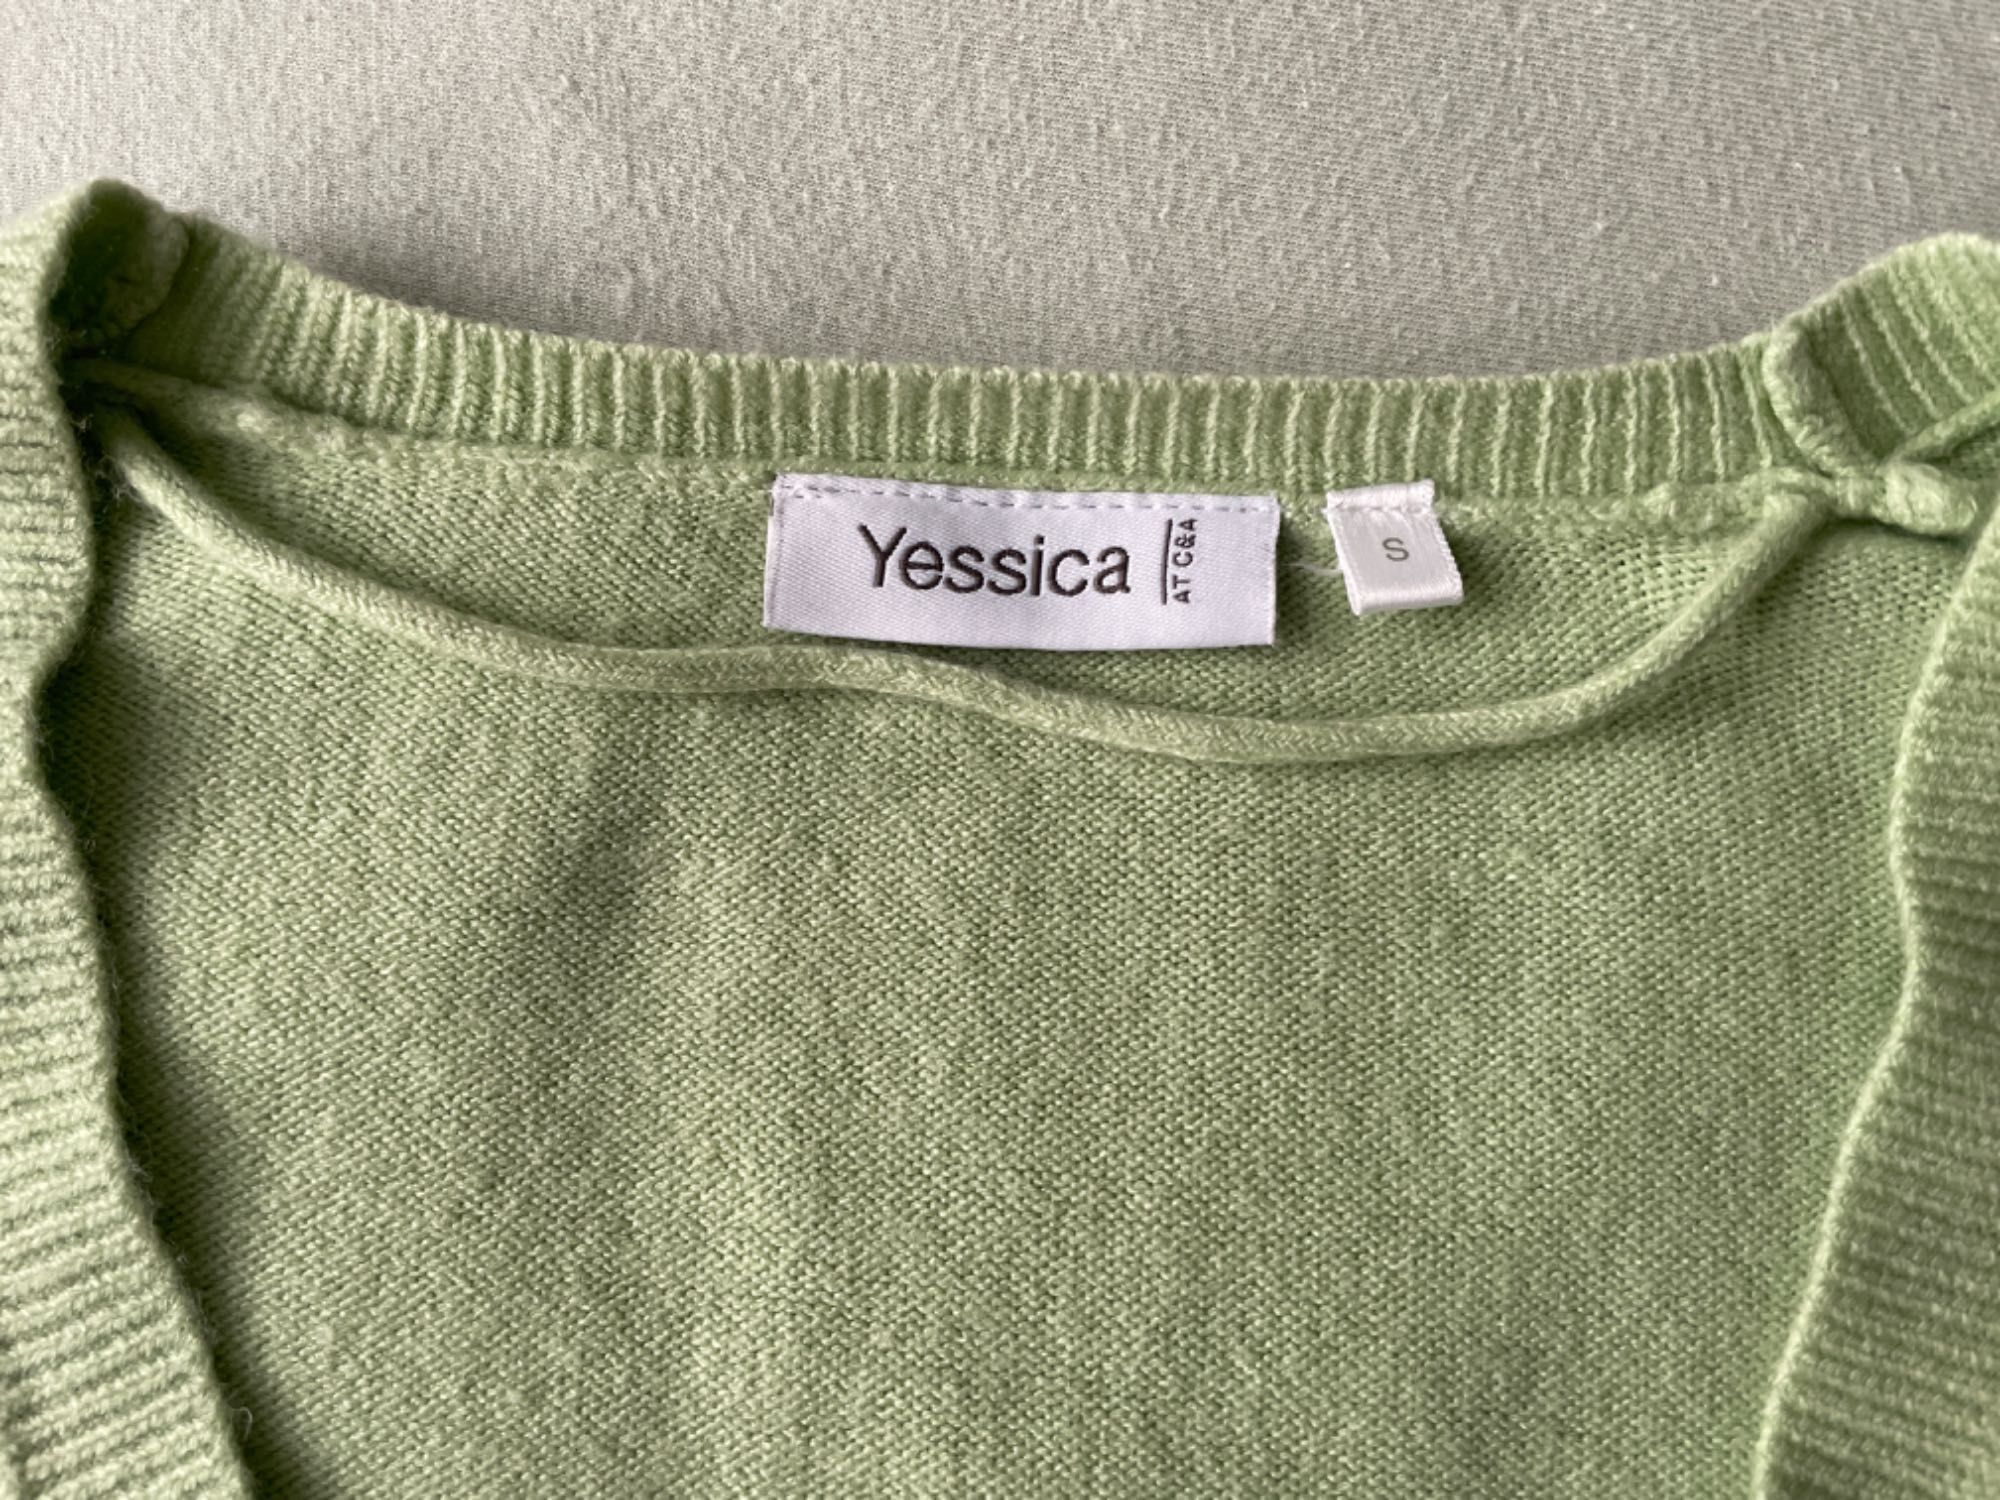 Yessica
AT C&A
S